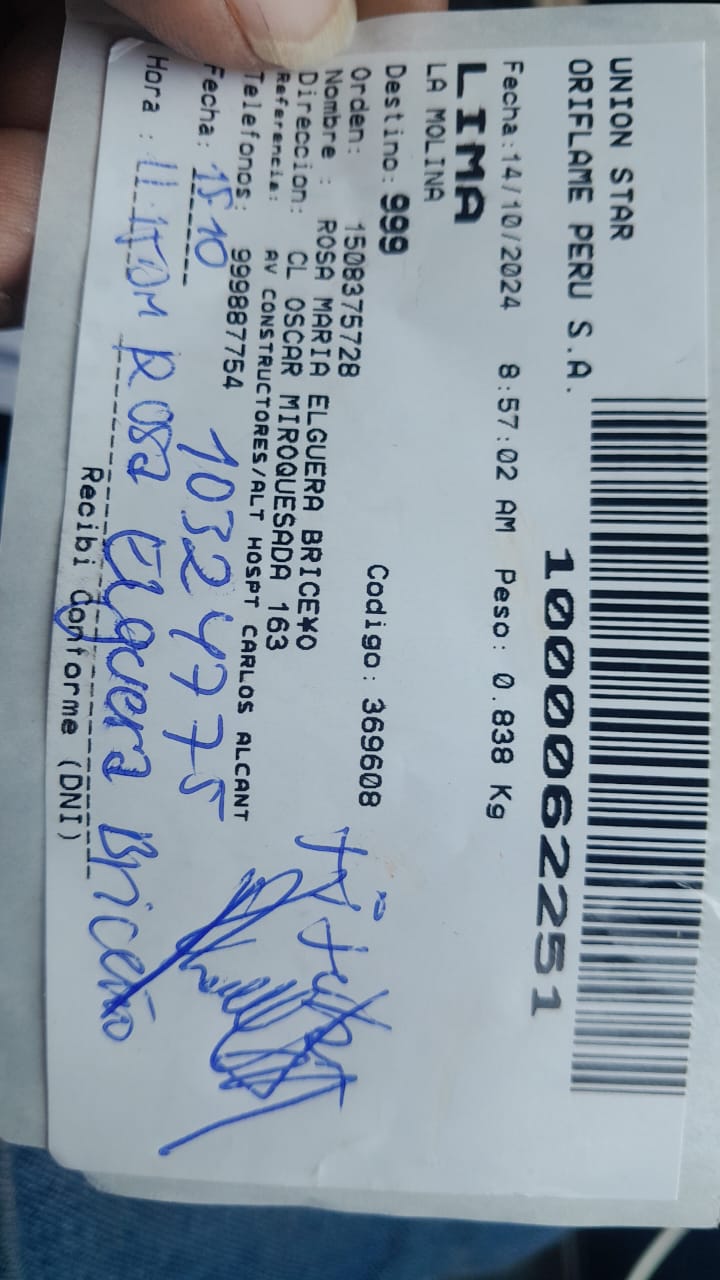 UNION STAR
ORIFLAME PERU S.A.
1000062251
Fecha:14/10/2024 8:57:02 AM Peso: 0.838 Kg
LIMA
LA MOLINA
Destino:999
Orden: 1508375728 Codigo: 369608
Nombre : ROSA MARIA ELGUERA BRICE¥O
Direccion: CL OSCAR MIROQUESADA 163
Referencia: AV CONSTRUCTORES/ALT HOSPT CARLOS ALCANT
Telefonos: 999887754
Fecha: 15 10 10324775
Hora : 11:15am Rosa Elguera Briceño
Recibi Conforme (DNI)